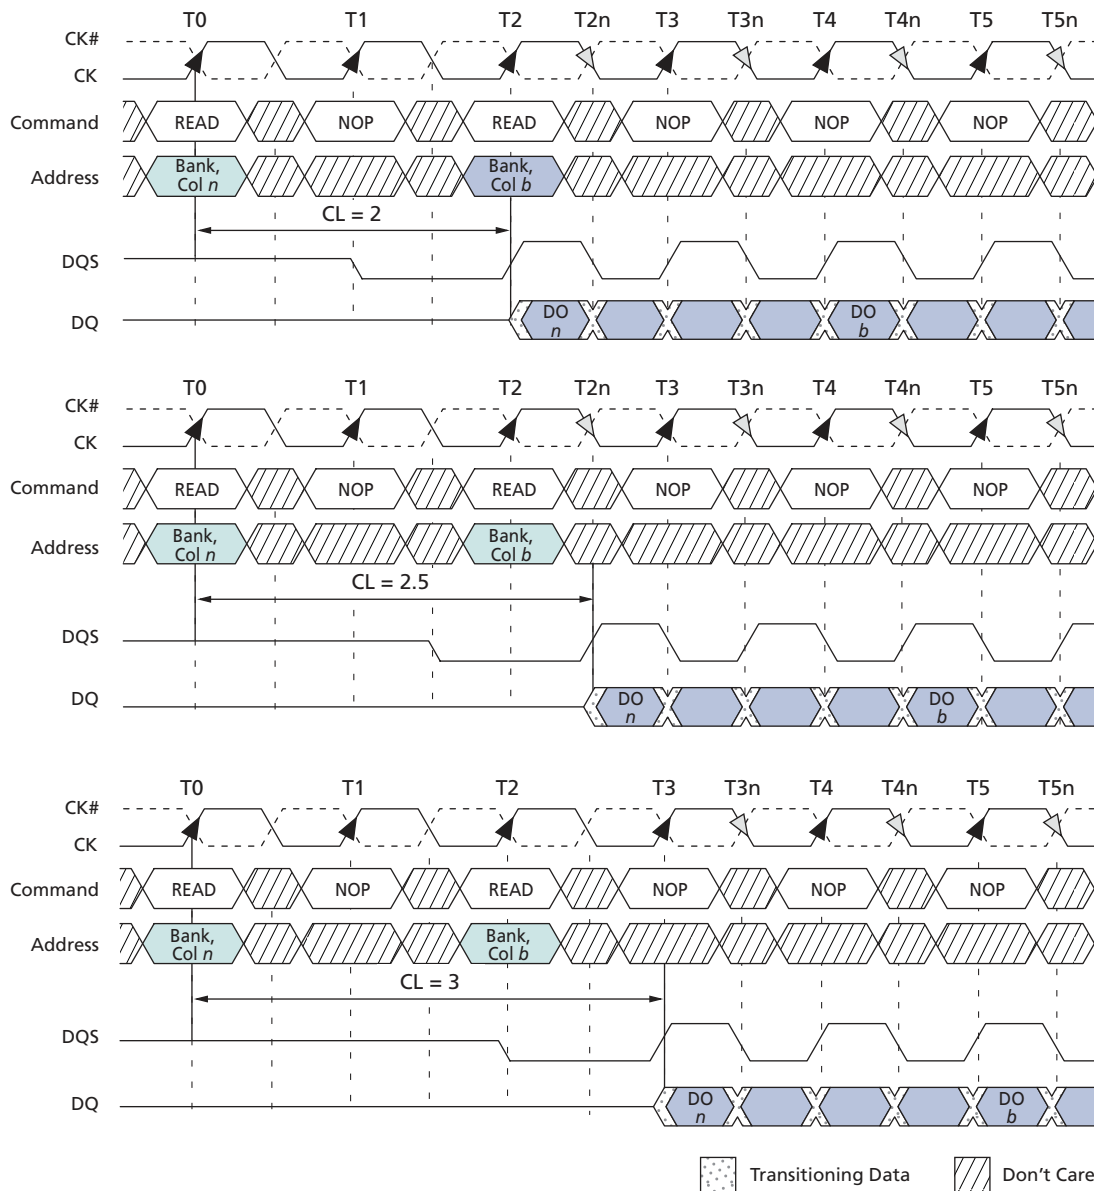 T0 T1 T2 T2n T3 T3n T4 T4n T5 T5n
CK#
CK
Command READ NOP READ NOP NOP NOP
Address Bank, Col n Bank, Col b
CL = 2
DQS
DQ DO n DO b
T0 T1 T2 T2n T3 T3n T4 T4n T5 T5n
CK#
CK
Command READ NOP READ NOP NOP NOP
Address Bank, Col n Bank, Col b
CL = 2.5
DQS
DQ DO n DO b
T0 T1 T2 T3 T3n T4 T4n T5 T5n
CK#
CK
Command READ NOP READ NOP NOP NOP
Address Bank, Col n Bank, Col b
CL = 3
DQS
DQ DO n DO b
Transitioning Data Don't Care